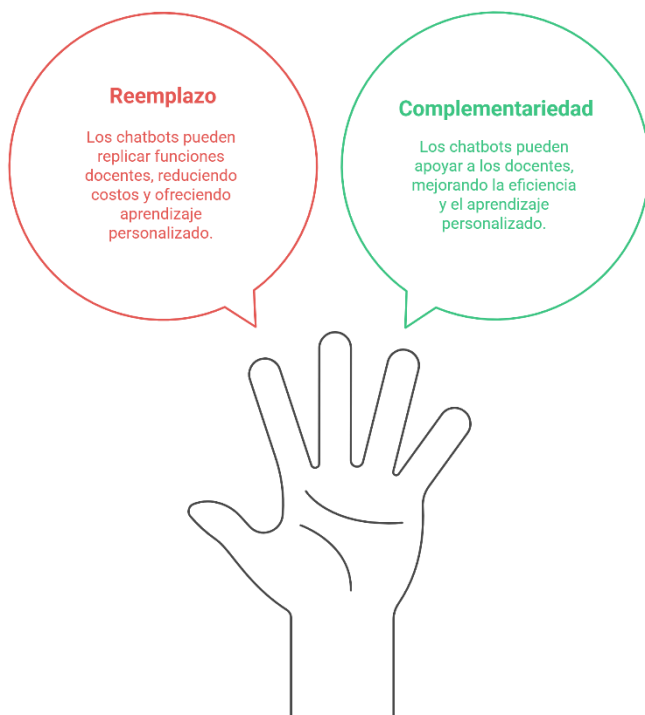 Reemplazo
Los chatbots pueden
replicar funciones
docentes, reduciendo
costos y ofreciendo
aprendizaje
personalizado.
Complementariedad
Los chatbots pueden
apoyar a los docentes,
mejorando la eficiencia
y el aprendizaje
personalizado.